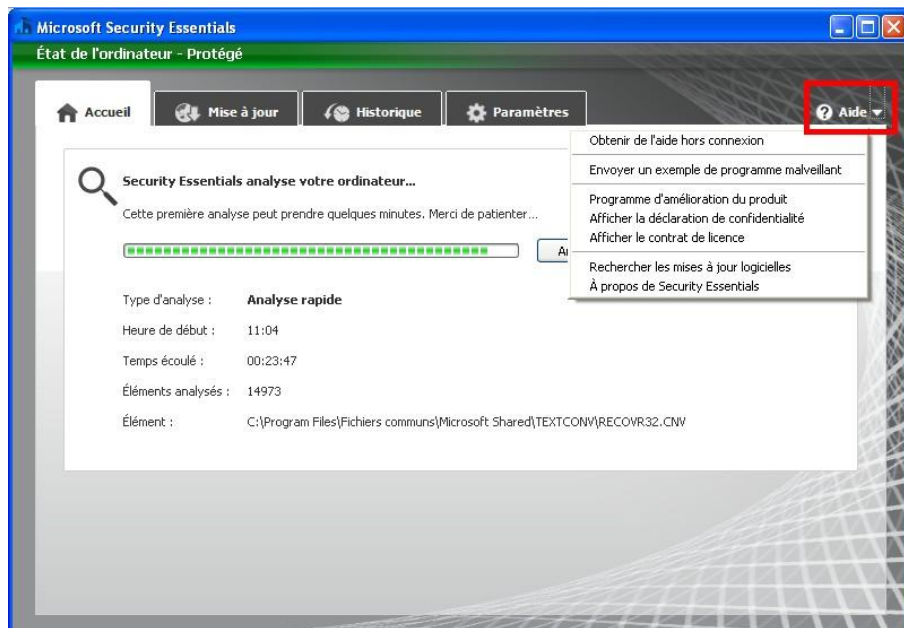 Microsoft Security Essentials
État de l'ordinateur - Protégé
Accueil
Mise à jour
Historique
Paramètres
Aide
Obtenir de l'aide hors connexion
Envoyer un exemple de programme malveillant
Programme d'amélioration du produit
Afficher la déclaration de confidentialité
Afficher le contrat de licence
Rechercher les mises à jour logicielles
À propos de Security Essentials
Security Essentials analyse votre ordinateur...
Cette première analyse peut prendre quelques minutes. Merci de patienter...
Type d'analyse : Analyse rapide
Heure de début : 11:04
Temps écoulé : 00:23:47
Éléments analysés : 14973
Élément : C:\Program Files\Fichiers communs\Microsoft Shared\TEXTCONV\RECOVR32.CNV